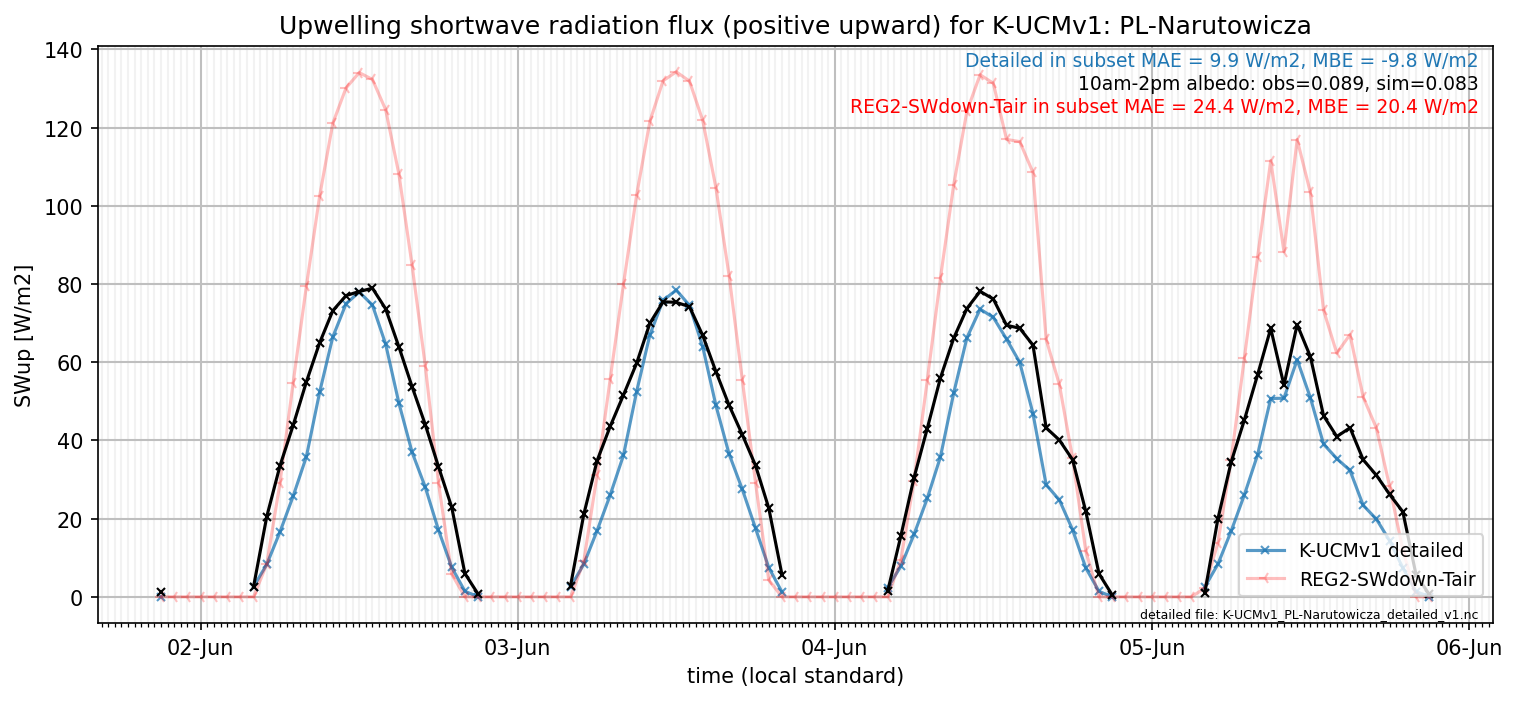 Upwelling shortwave radiation flux (positive upward) for K-UCMv1: PL-Narutowicza
Detailed in subset MAE = 9.9 W/m2, MBE = -9.8 W/m2
10am-2pm albedo: obs=0.089, sim=0.083
REG2-SWdown-Tair in subset MAE = 24.4 W/m2, MBE = 20.4 W/m2
SWup [W/m2]
140
120
100
80
60
40
20
0
K-UCMv1 detailed
REG2-SWdown-Tair
detailed file: K-UCMv1_PL-Narutowicza_detailed_v1.nc
02-Jun 03-Jun 04-Jun 05-Jun 06-Jun
time (local standard)